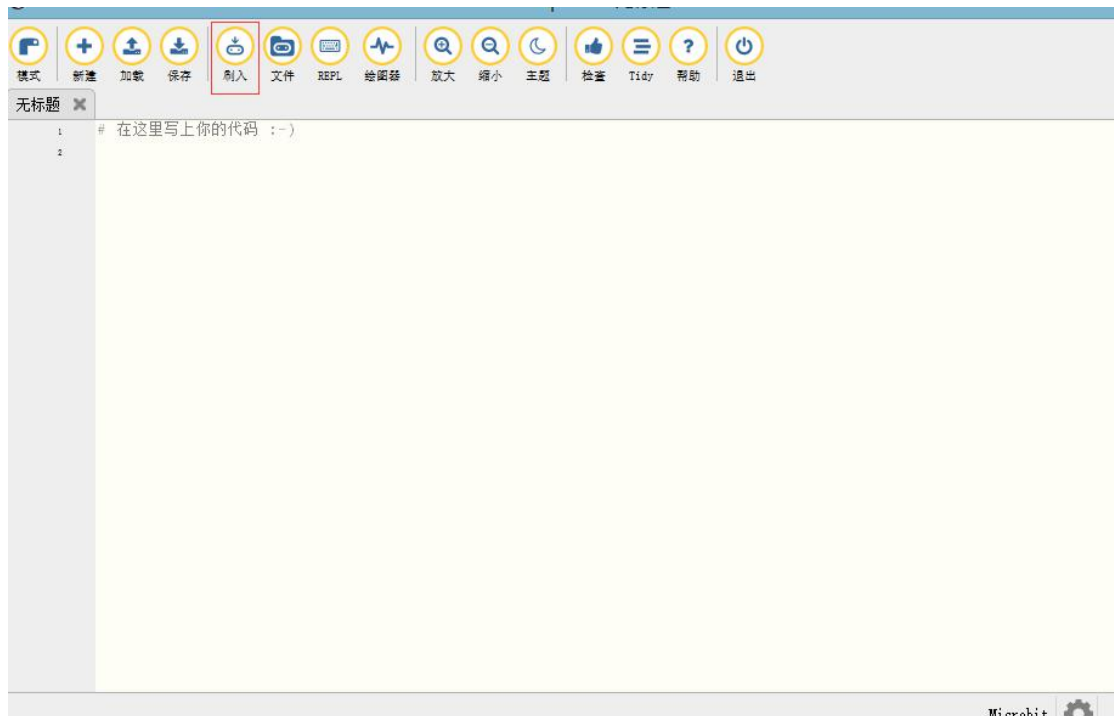 模式 新建 加载 保存 刷入 文件 REPL 绘图器 放大 缩小 主题 检查 Tidy 帮助 退出
无标题
1 # 在这里写上你的代码 :-)
2
Microbit